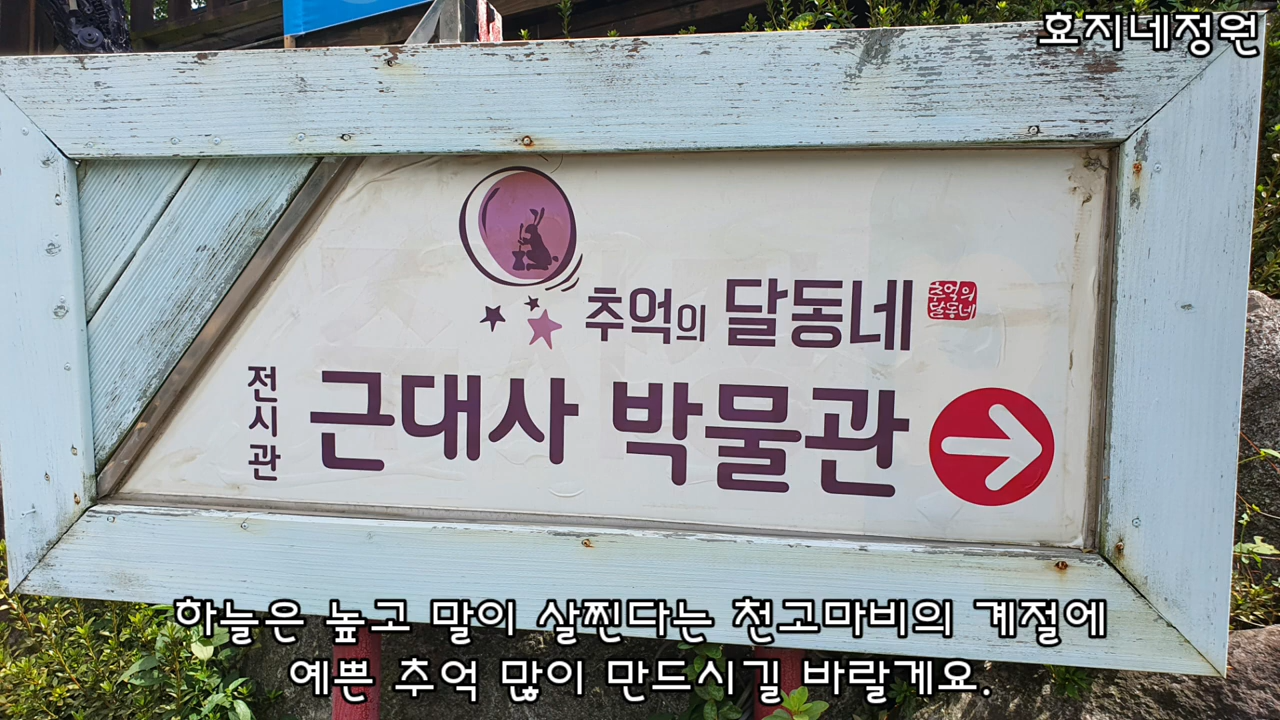 효지네정원
추억의 달동네
추억의
달동네
전시관
근대사 박물관
하늘은 높고 말이 살찐다는 천고마비의 계절에
예쁜 추억 많이 만드시길 바랄게요.